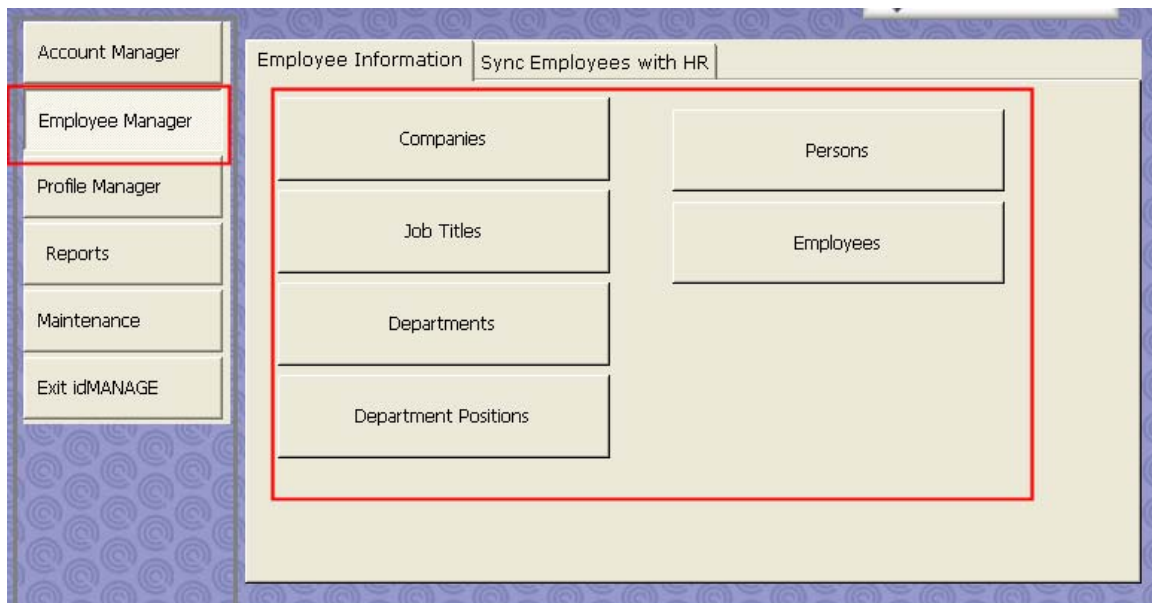 Account Manager
Employee Manager
Profile Manager
Reports
Maintenance
Exit idMANAGE
Employee Information
Sync Employees with HR
Companies
Job Titles
Departments
Department Positions
Persons
Employees